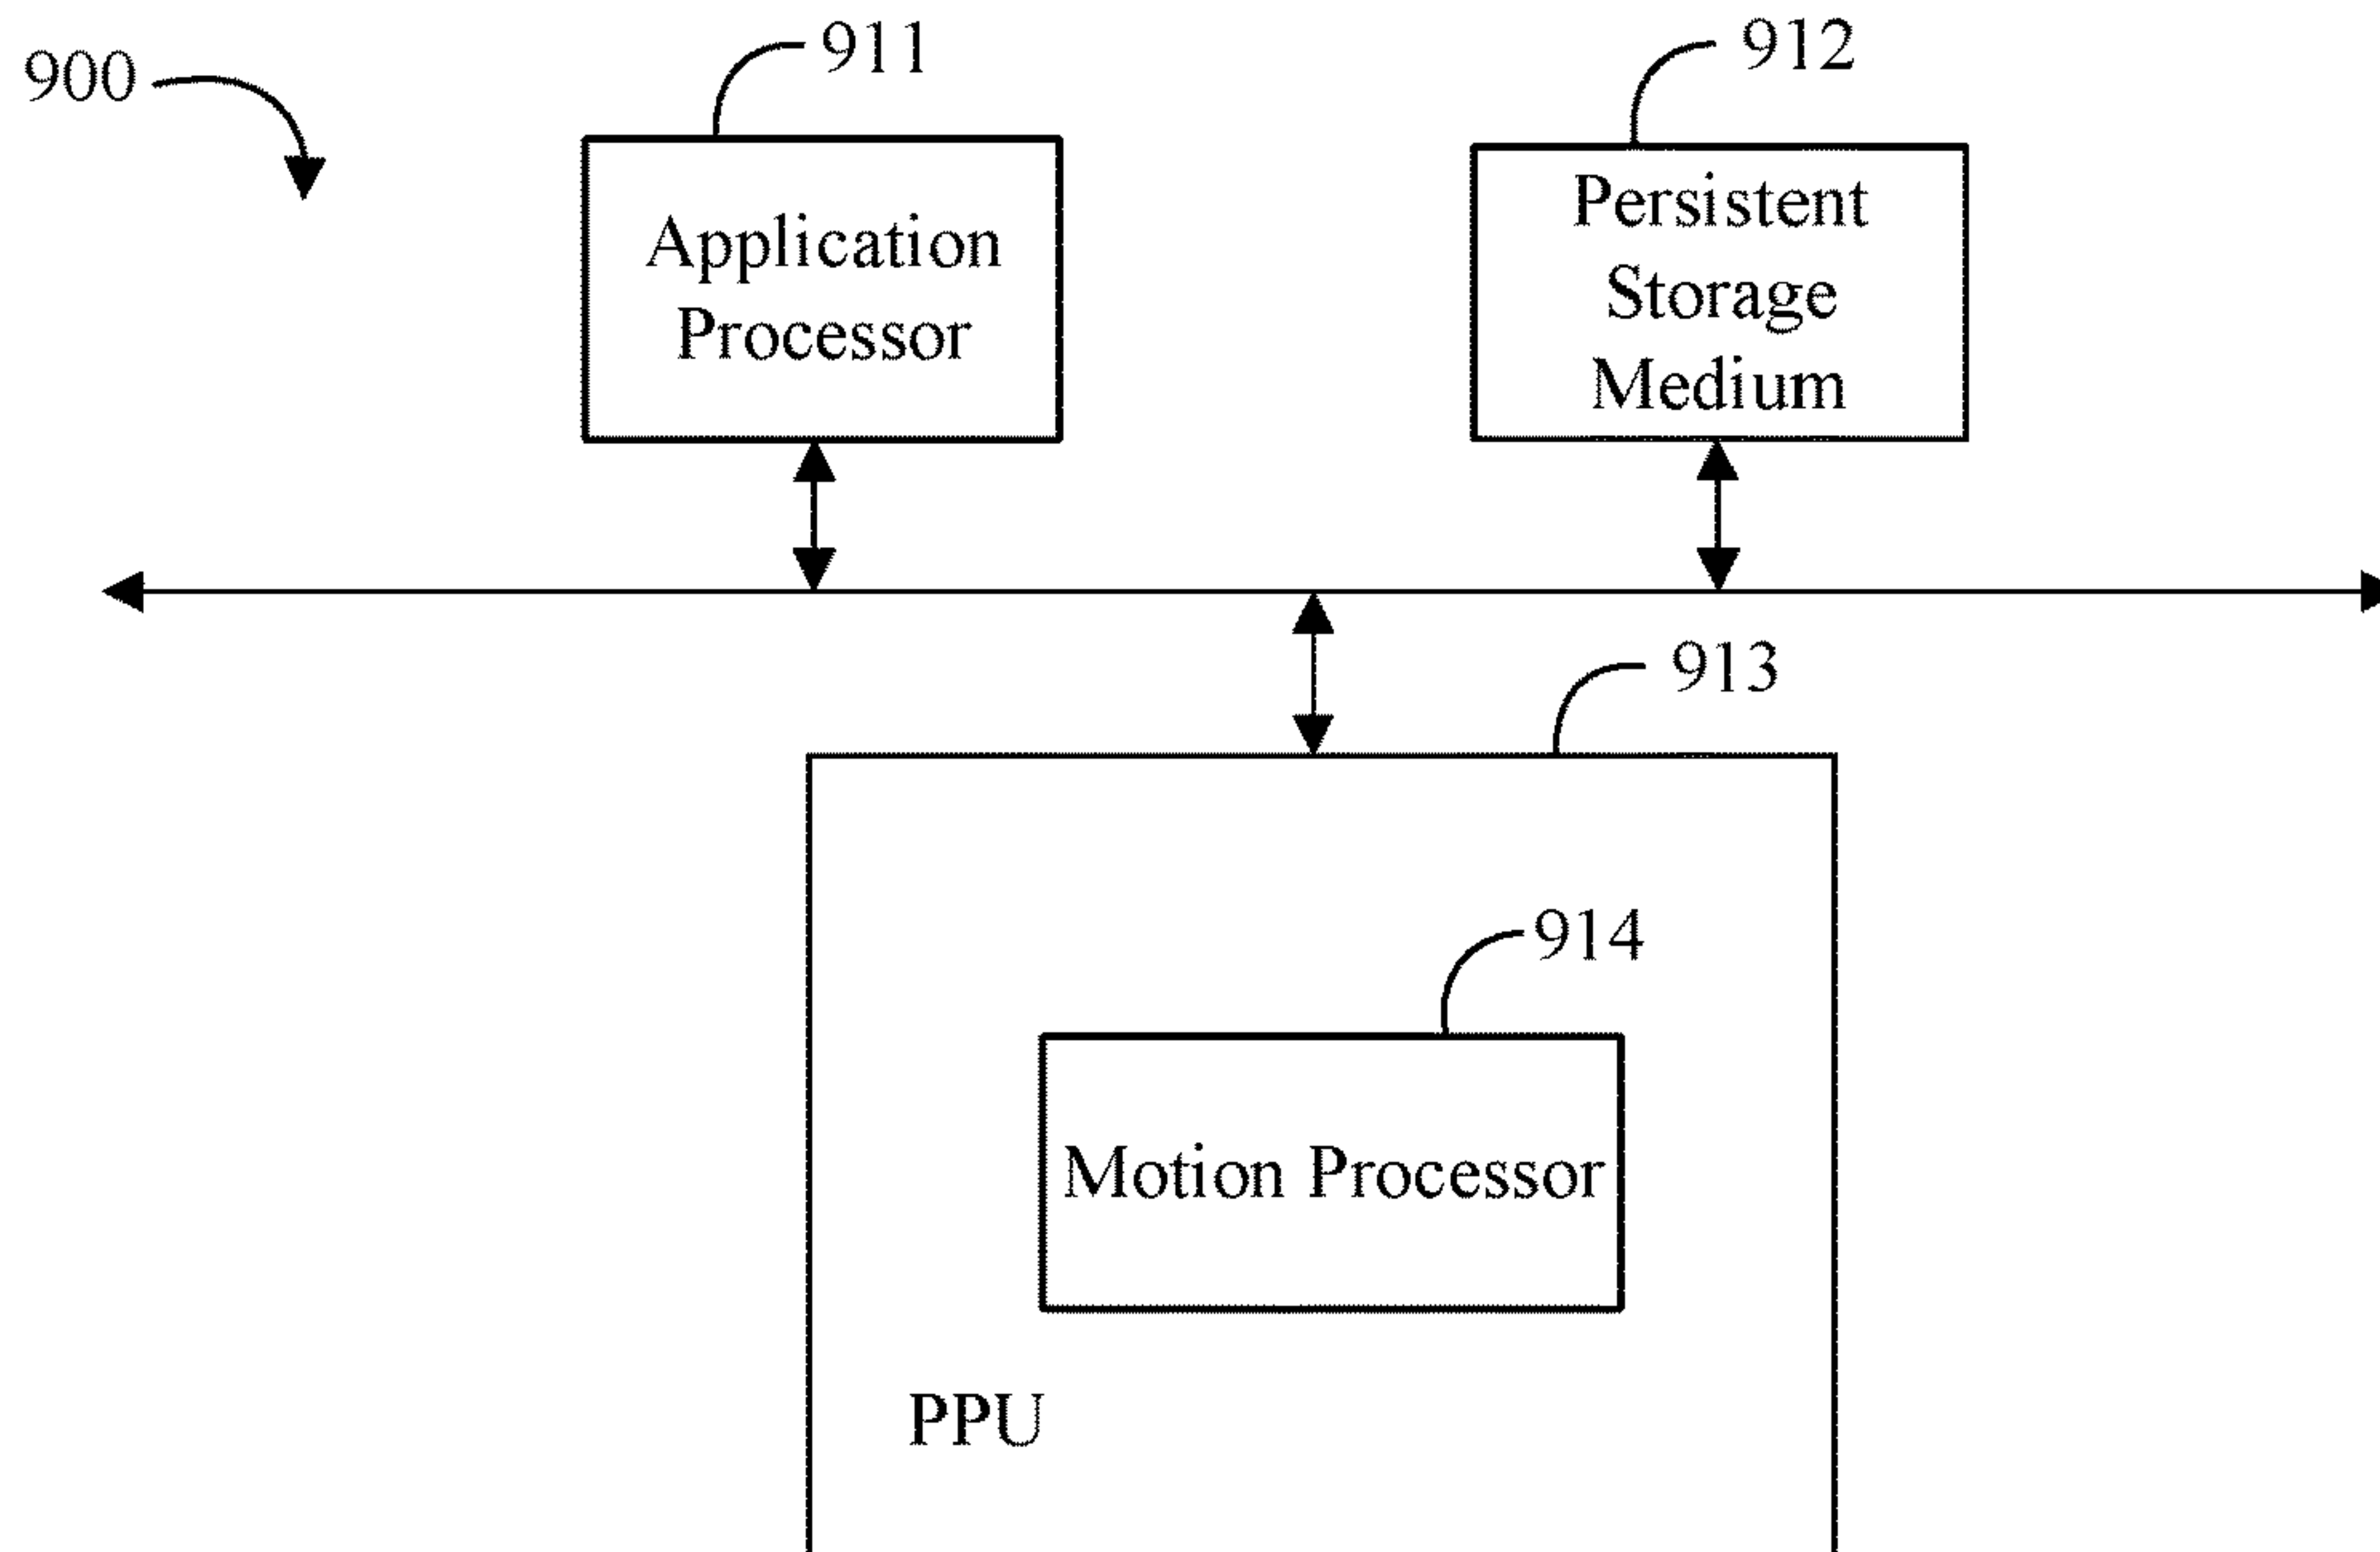 900
911
912
Application
Processor
Persistent
Storage
Medium
913
914
Motion Processor
PPU